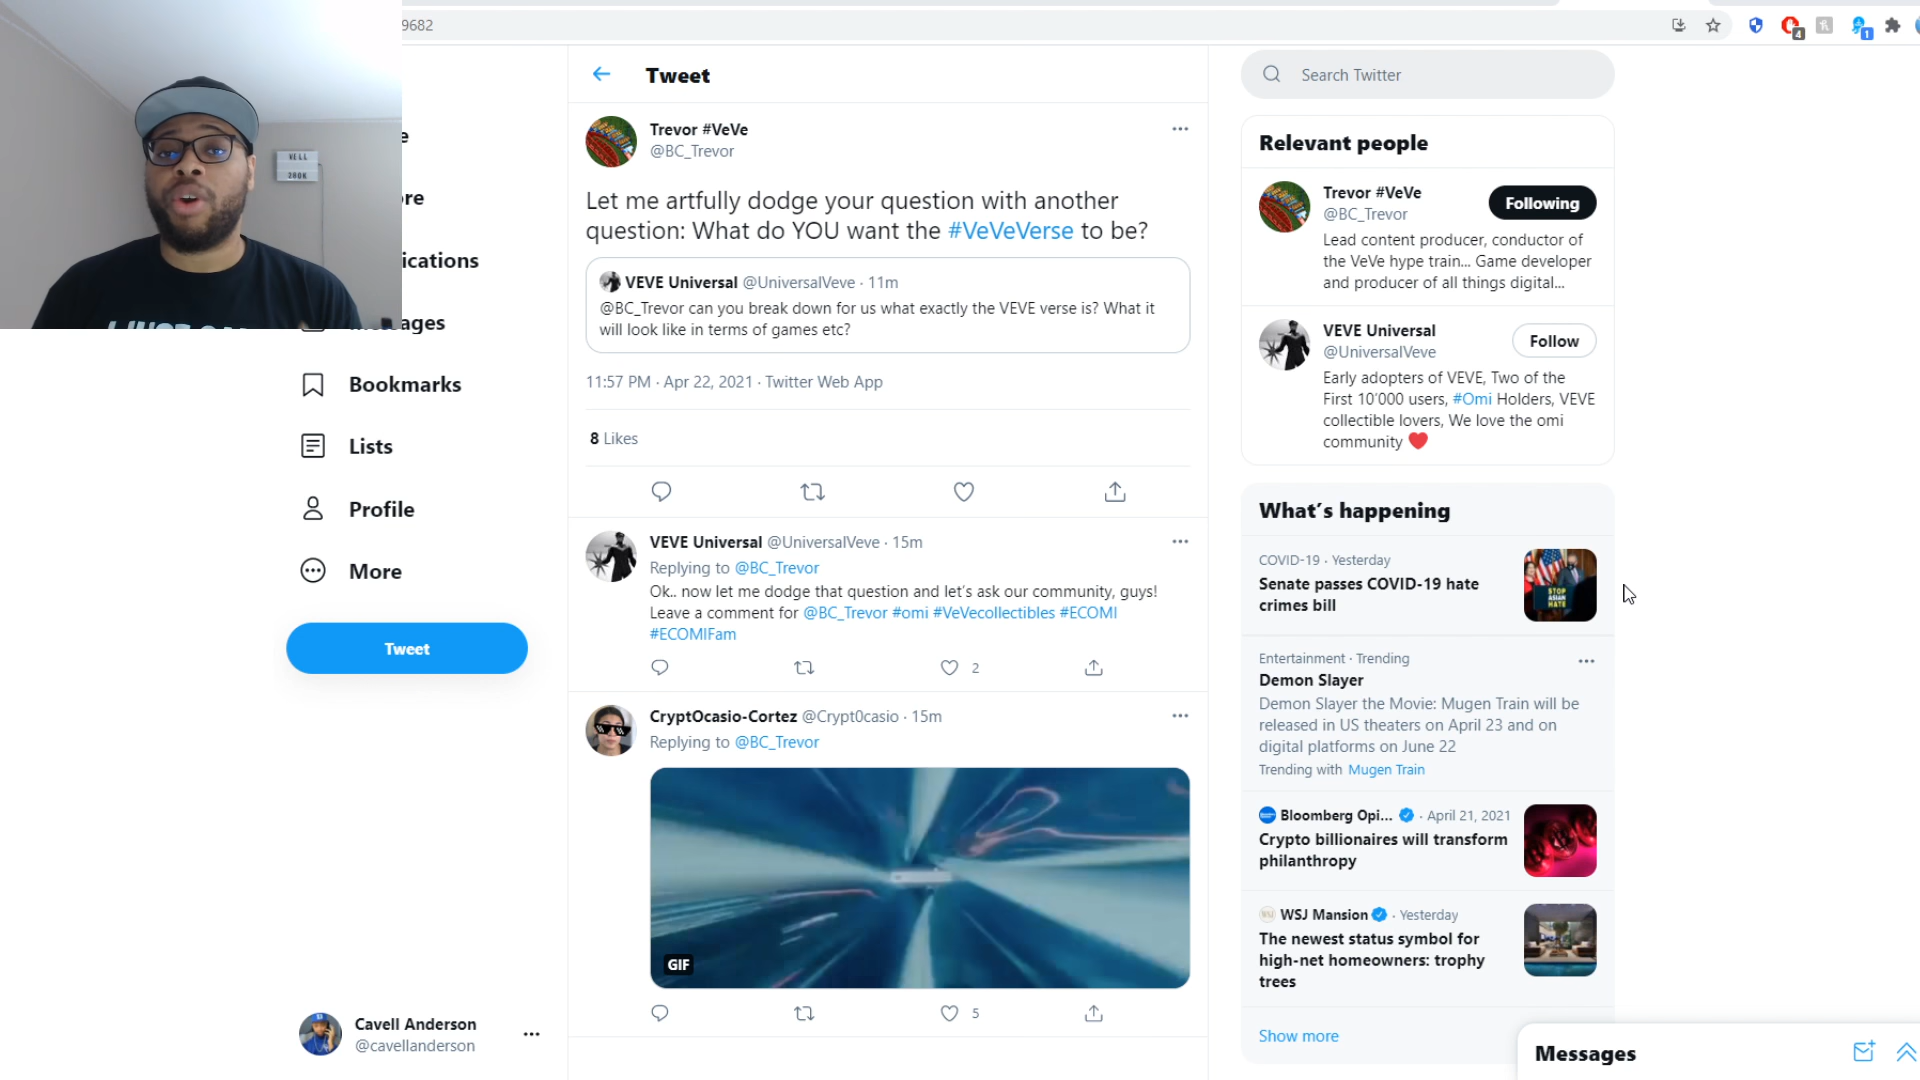 9682
VELL
280K
Bookmarks
Lists
Profile
More
Tweet
Cavell Anderson
@cavellanderson
Tweet
Trevor #VeVe
@BC_Trevor
Let me artfully dodge your question with another
question: What do YOU want the #VeVeVerse to be?
VEVE Universal @UniversalVeve · 11m
@BC_Trevor can you break down for us what exactly the VEVE verse is? What it
will look like in terms of games etc?
11:57 PM · Apr 22, 2021 · Twitter Web App
8 Likes
VEVE Universal @UniversalVeve · 15m
Replying to @BC_Trevor
Ok.. now let me dodge that question and let's ask our community, guys!
Leave a comment for @BC_Trevor #omi #VeVecollectibles #ECOMI
#ECOMIFam
2
CryptOcasio-Cortez @Crypt0casio · 15m
Replying to @BC_Trevor
GIF
5
Search Twitter
Relevant people
Trevor #VeVe
@BC_Trevor
Following
Lead content producer, conductor of
the VeVe hype train... Game developer
and producer of all things digital...
VEVE Universal
@UniversalVeve
Follow
Early adopters of VEVE, Two of the
First 10'000 users, #Omi Holders, VEVE
collectible lovers, We love the omi
community ❤️
What's happening
COVID-19 · Yesterday
Senate passes COVID-19 hate
crimes bill
STOP
ASIAN
HATE
Entertainment · Trending
Demon Slayer
Demon Slayer the Movie: Mugen Train will be
released in US theaters on April 23 and on
digital platforms on June 22
Trending with Mugen Train
Bloomberg Opi... · April 21, 2021
Crypto billionaires will transform
philanthropy
WSJ Mansion · Yesterday
The newest status symbol for
high-net homeowners: trophy
trees
Show more
Messages